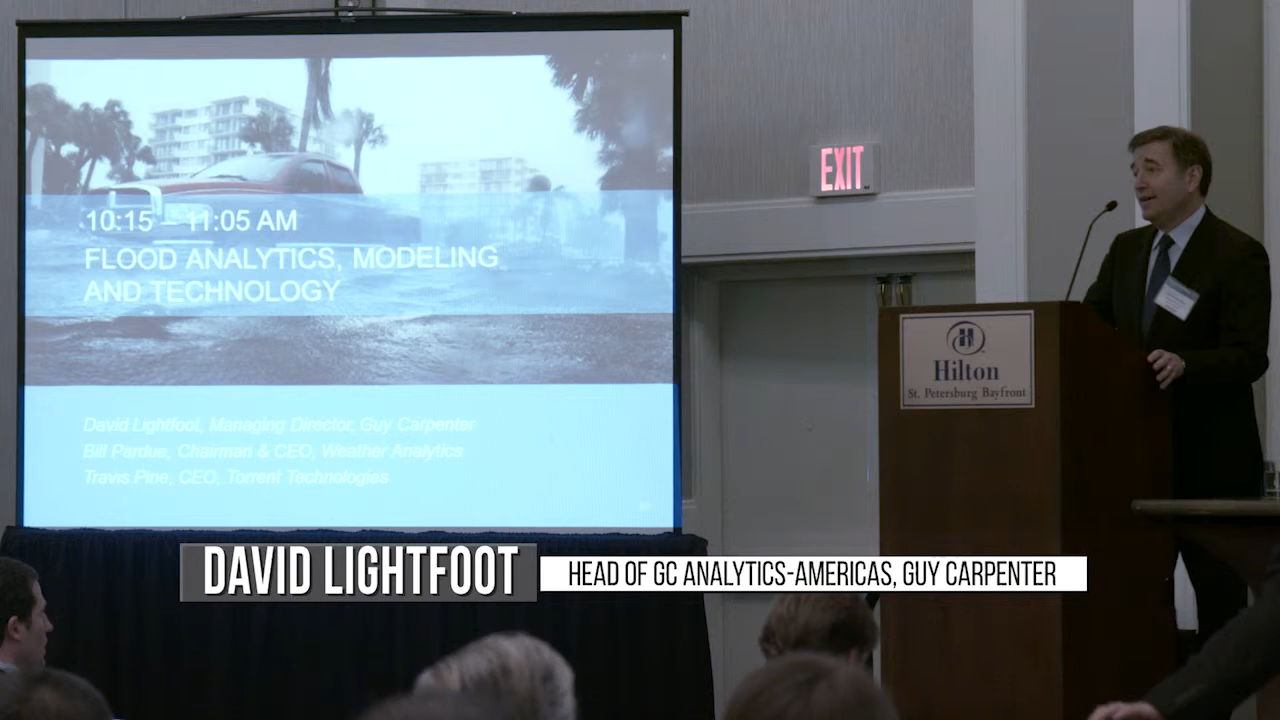 10:15 – 11:05 AM
FLOOD ANALYTICS, MODELING
AND TECHNOLOGY
David Lightfoot, Managing Director, Guy Carpenter
Bill Pardue, Chairman & CEO, Weather Analytics
Travis Pine, CEO, Torrent Technologies
EXIT
Hilton
St. Petersburg Bayfront
DAVID LIGHTFOOT
HEAD OF GC ANALYTICS-AMERICAS, GUY CARPENTER